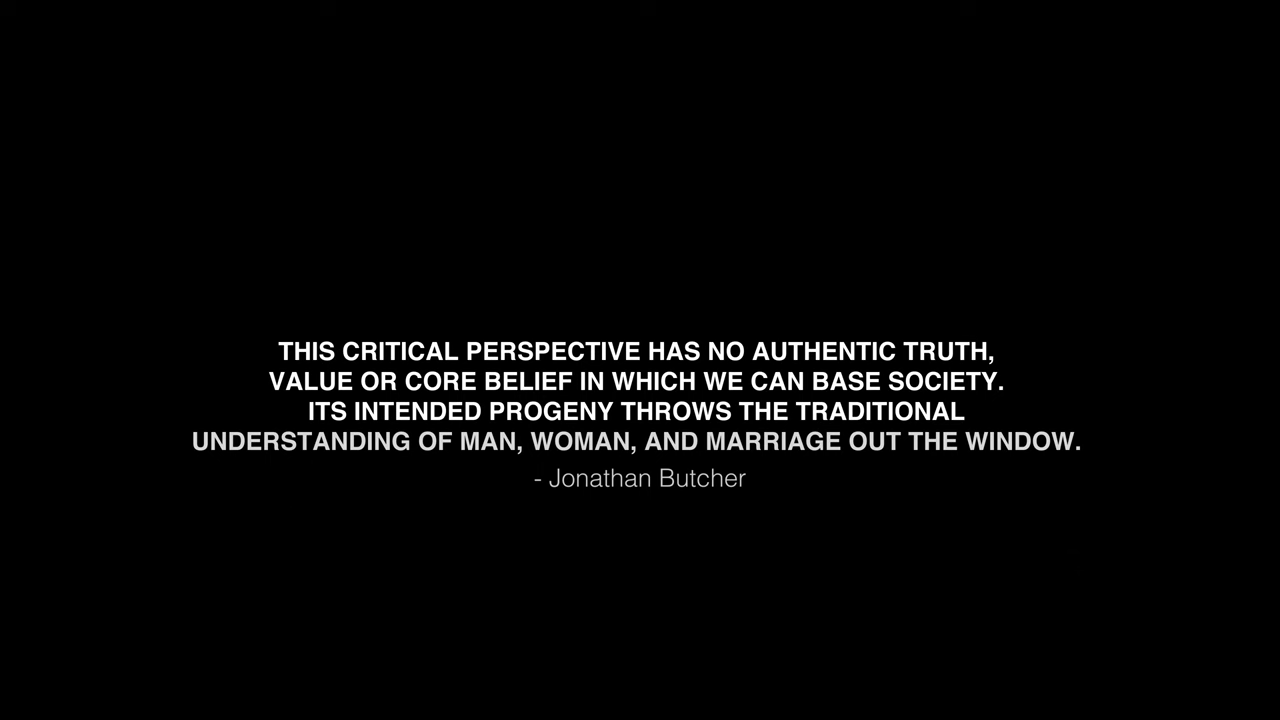 THIS CRITICAL PERSPECTIVE HAS NO AUTHENTIC TRUTH,
VALUE OR CORE BELIEF IN WHICH WE CAN BASE SOCIETY.
ITS INTENDED PROGENY THROWS THE TRADITIONAL
UNDERSTANDING OF MAN, WOMAN, AND MARRIAGE OUT THE WINDOW.
- Jonathan Butcher